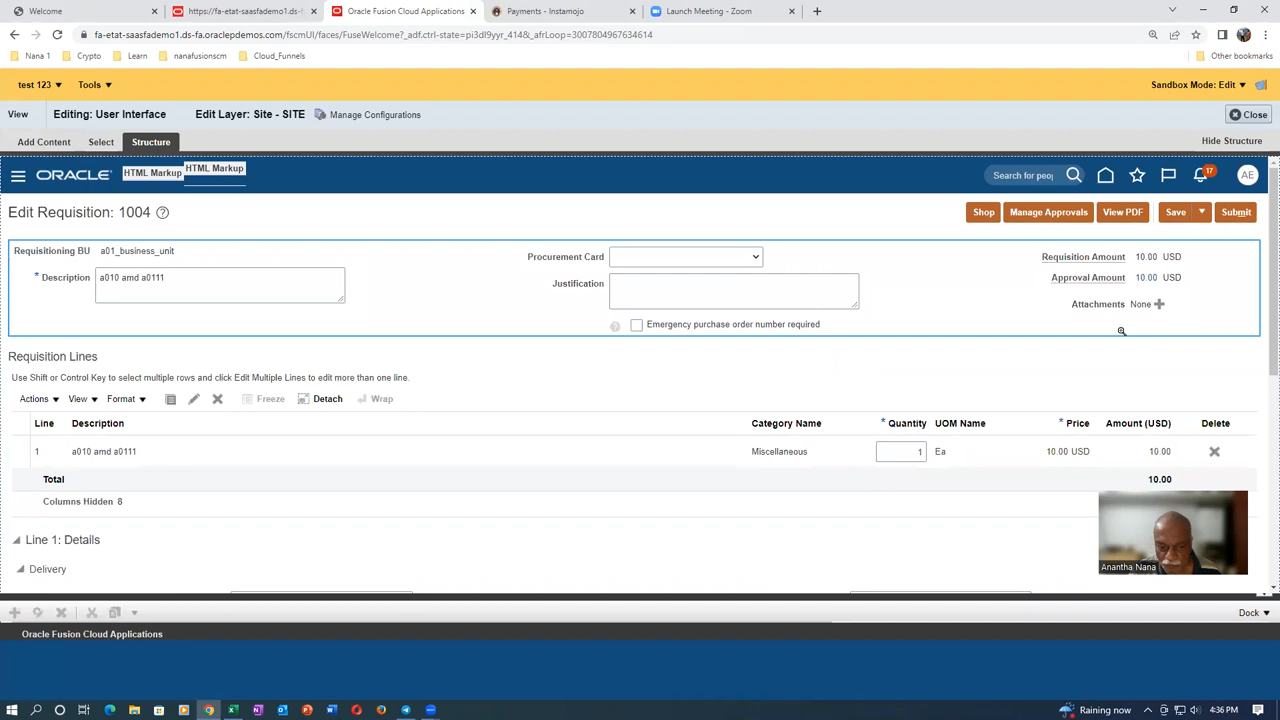 Welcome
https://fa-etat-saasfademo1.ds-f
Oracle Fusion Cloud Applications
Payments - Instamojo
Launch Meeting - Zoom
fa-etat-saasfademo1.ds-fa.oraclepdemos.com/fscmUI/faces/FuseWelcome?_adf.ctrl-state=pi3dl9yyr_414&_afrLoop=3007804967634614
Nana 1
Crypto
Learn
nanafusionscm
Cloud_Funnels
Other bookmarks
test 123
Tools
Sandbox Mode: Edit
View
Editing: User Interface
Edit Layer: Site - SITE
Manage Configurations
Close
Add Content
Select
Structure
Hide Structure
ORACLE
HTML Markup
HTML Markup
Search for peop
17
AE
Edit Requisition: 1004
Shop
Manage Approvals
View PDF
Save
Submit
Requisitioning BU a01_business_unit
* Description a010 amd a0111
Procurement Card
Justification
Emergency purchase order number required
Requisition Amount 10.00 USD
Approval Amount 10.00 USD
Attachments None
Requisition Lines
Use Shift or Control Key to select multiple rows and click Edit Multiple Lines to edit more than one line.
Actions View Format Freeze Detach Wrap
Line Description Category Name * Quantity UOM Name * Price Amount (USD) Delete
1 a010 amd a0111 Miscellaneous 1 Ea 10.00 USD 10.00
Total 10.00
Columns Hidden 8
Line 1: Details
Delivery
Anantha Nana
Dock
Oracle Fusion Cloud Applications
Raining now
4:36 PM